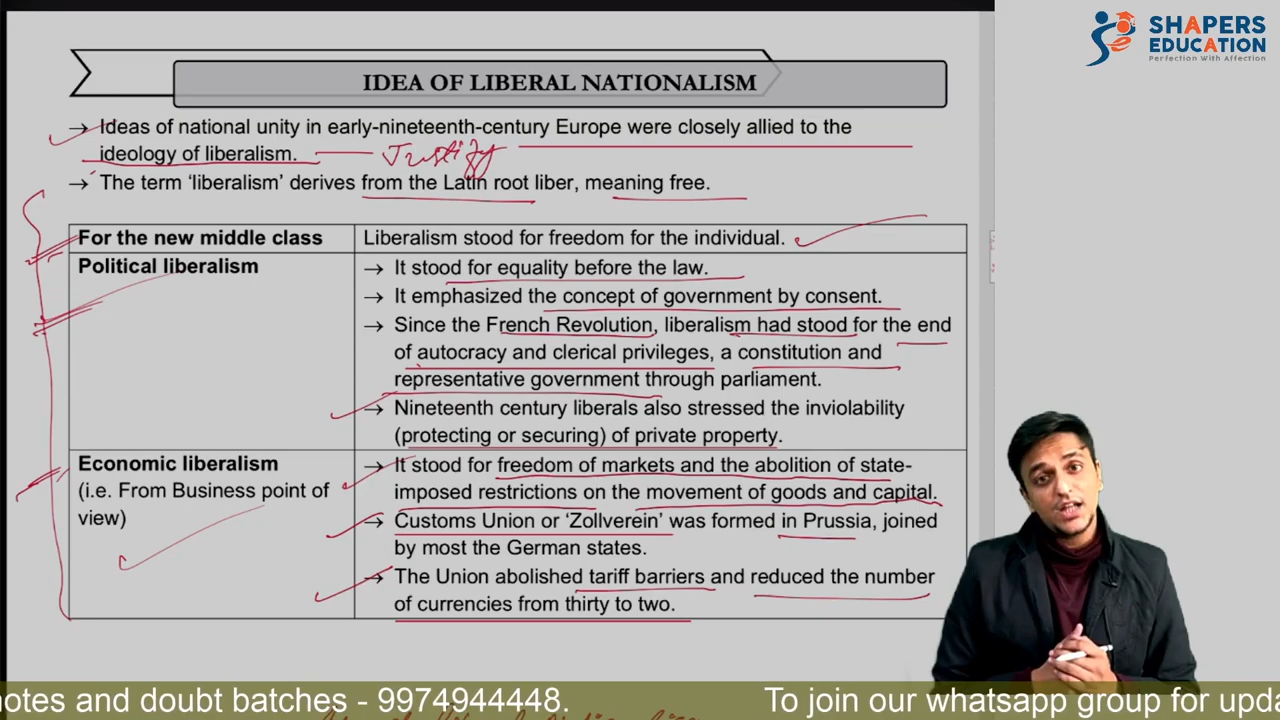 SHAPERS
EDUCATION
Perfection With Affection
IDEA OF LIBERAL NATIONALISM
→ Ideas of national unity in early-nineteenth-century Europe were closely allied to the
ideology of liberalism. — Justify
→ The term ‘liberalism’ derives from the Latin root liber, meaning free.
For the new middle class
Liberalism stood for freedom for the individual.
Political liberalism
→ It stood for equality before the law.
→ It emphasized the concept of government by consent.
→ Since the French Revolution, liberalism had stood for the end
of autocracy and clerical privileges, a constitution and
representative government through parliament.
→ Nineteenth century liberals also stressed the inviolability
(protecting or securing) of private property.
Economic liberalism
(i.e. From Business point of
view)
→ It stood for freedom of markets and the abolition of state-
imposed restrictions on the movement of goods and capital.
→ Customs Union or ‘Zollverein’ was formed in Prussia, joined
by most the German states.
→ The Union abolished tariff barriers and reduced the number
of currencies from thirty to two.
notes and doubt batches - 9974944448. To join our whatsapp group for upda